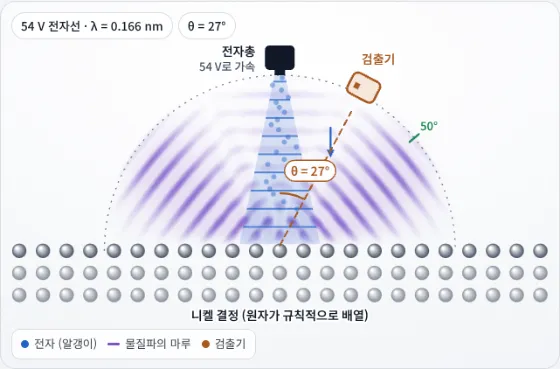 54 V 전자선 · λ = 0.166 nm
θ = 27°
전자총
54 V로 가속
검출기
50°
θ = 27°
니켈 결정 (원자가 규칙적으로 배열)
전자 (알갱이)
물질파의 마루
검출기